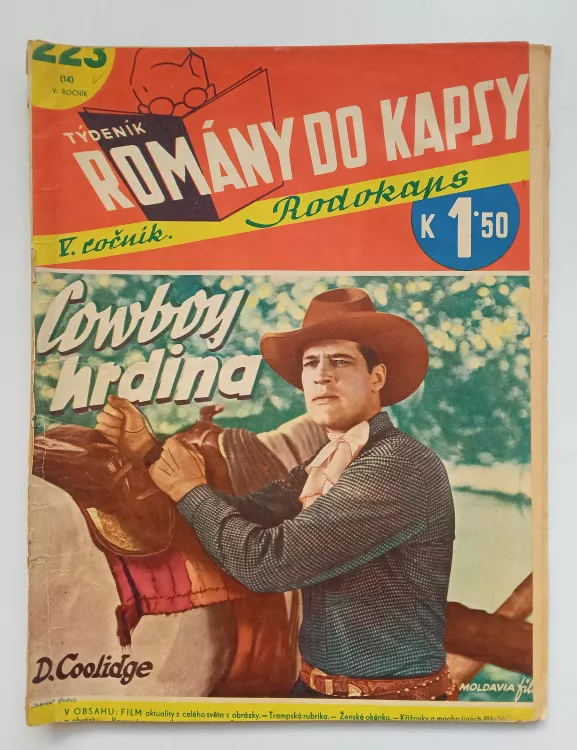 223
(14)
V. ROČNÍK
TÝDENÍK
ROMÁNY DO KAPSY
Rodokaps
V. ročník.
K 1·50
Cowboy
hrdina
D. Coolidge
MOLDAVIA
V OBSAHU: FILM aktuality z celého světa s obrázky. — Trampská rubrika. — Ženské okénko. — Křížovky a mnoho jiných